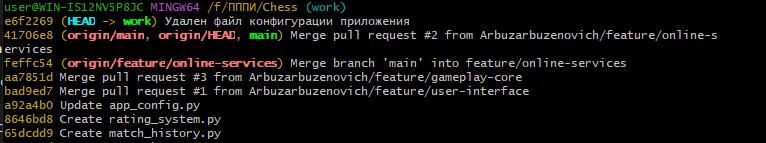 user@WIN-IS12NV5P8JC MINGW64 /f/ПППИ/Chess (work)
e6f2269 (HEAD -> work) Удален файл конфигурации приложения
41706e8 (origin/main, origin/HEAD, main) Merge pull request #2 from Arbuzarbuzenovich/feature/online-s
ervices
feffc54 (origin/feature/online-services) Merge branch 'main' into feature/online-services
aa7851d Merge pull request #3 from Arbuzarbuzenovich/feature/gameplay-core
bad9ed7 Merge pull request #1 from Arbuzarbuzenovich/feature/user-interface
a92a4b0 Update app_config.py
8646bd8 Create rating_system.py
65dcdd9 Create match_history.py